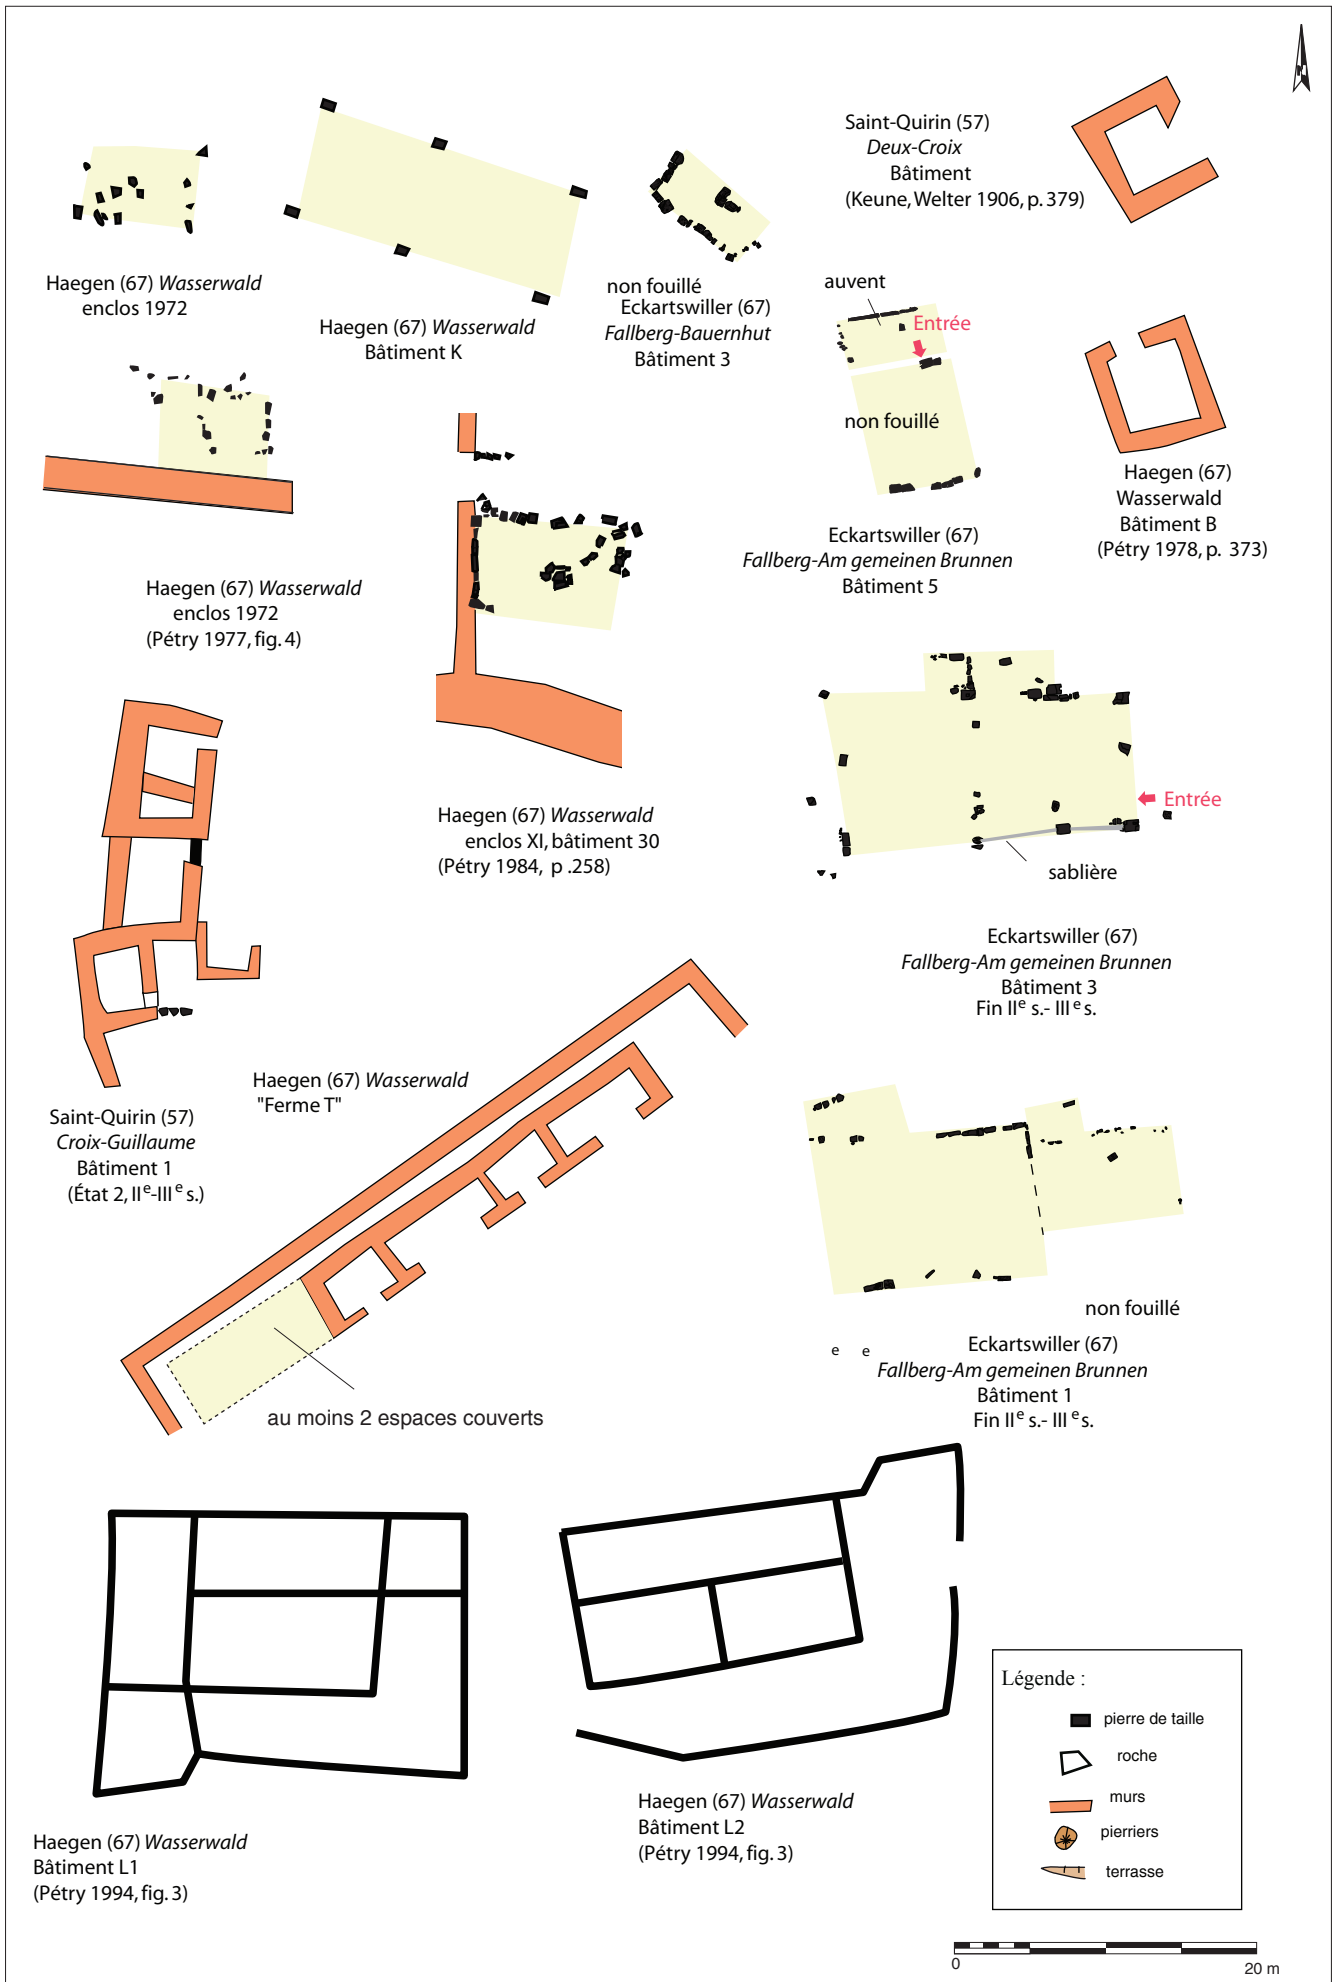 Saint-Quirin (57)
Deux-Croix
Bâtiment
(Keune, Welter 1906, p. 379)
Haegen (67) Wasserwald
enclos 1972
Haegen (67) Wasserwald
Bâtiment K
non fouillé
Eckartswiller (67)
Fallberg-Bauernhut
Bâtiment 3
auvent
Entrée
non fouillé
Eckartswiller (67)
Fallberg-Am gemeinen Brunnen
Bâtiment 5
Haegen (67)
Wasserwald
Bâtiment B
(Pétry 1978, p. 373)
Haegen (67) Wasserwald
enclos 1972
(Pétry 1977, fig. 4)
Haegen (67) Wasserwald
enclos XI, bâtiment 30
(Pétry 1984, p .258)
Entrée
sablière
Eckartswiller (67)
Fallberg-Am gemeinen Brunnen
Bâtiment 3
Fin IIe s.- IIIe s.
Saint-Quirin (57)
Croix-Guillaume
Bâtiment 1
(État 2, IIe-IIIe s.)
Haegen (67) Wasserwald
"Ferme T"
au moins 2 espaces couverts
non fouillé
e e
Eckartswiller (67)
Fallberg-Am gemeinen Brunnen
Bâtiment 1
Fin IIe s.- IIIe s.
Haegen (67) Wasserwald
Bâtiment L1
(Pétry 1994, fig. 3)
Haegen (67) Wasserwald
Bâtiment L2
(Pétry 1994, fig. 3)
Légende :
pierre de taille
roche
murs
pierriers
terrasse
0 20 m